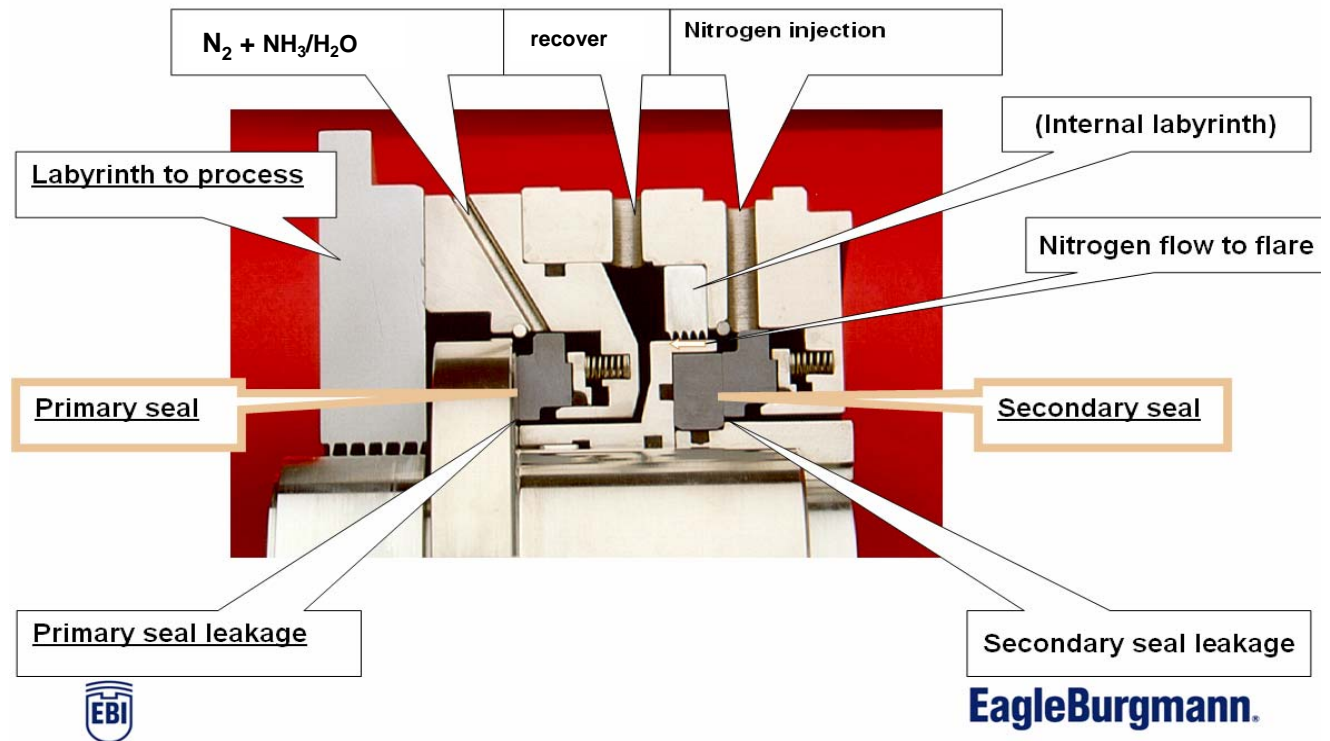 N₂ + NH₃/H₂O
recover
Nitrogen injection
(Internal labyrinth)
Labyrinth to process
Nitrogen flow to flare
Primary seal
Secondary seal
Primary seal leakage
Secondary seal leakage
EBI
EagleBurgmann®